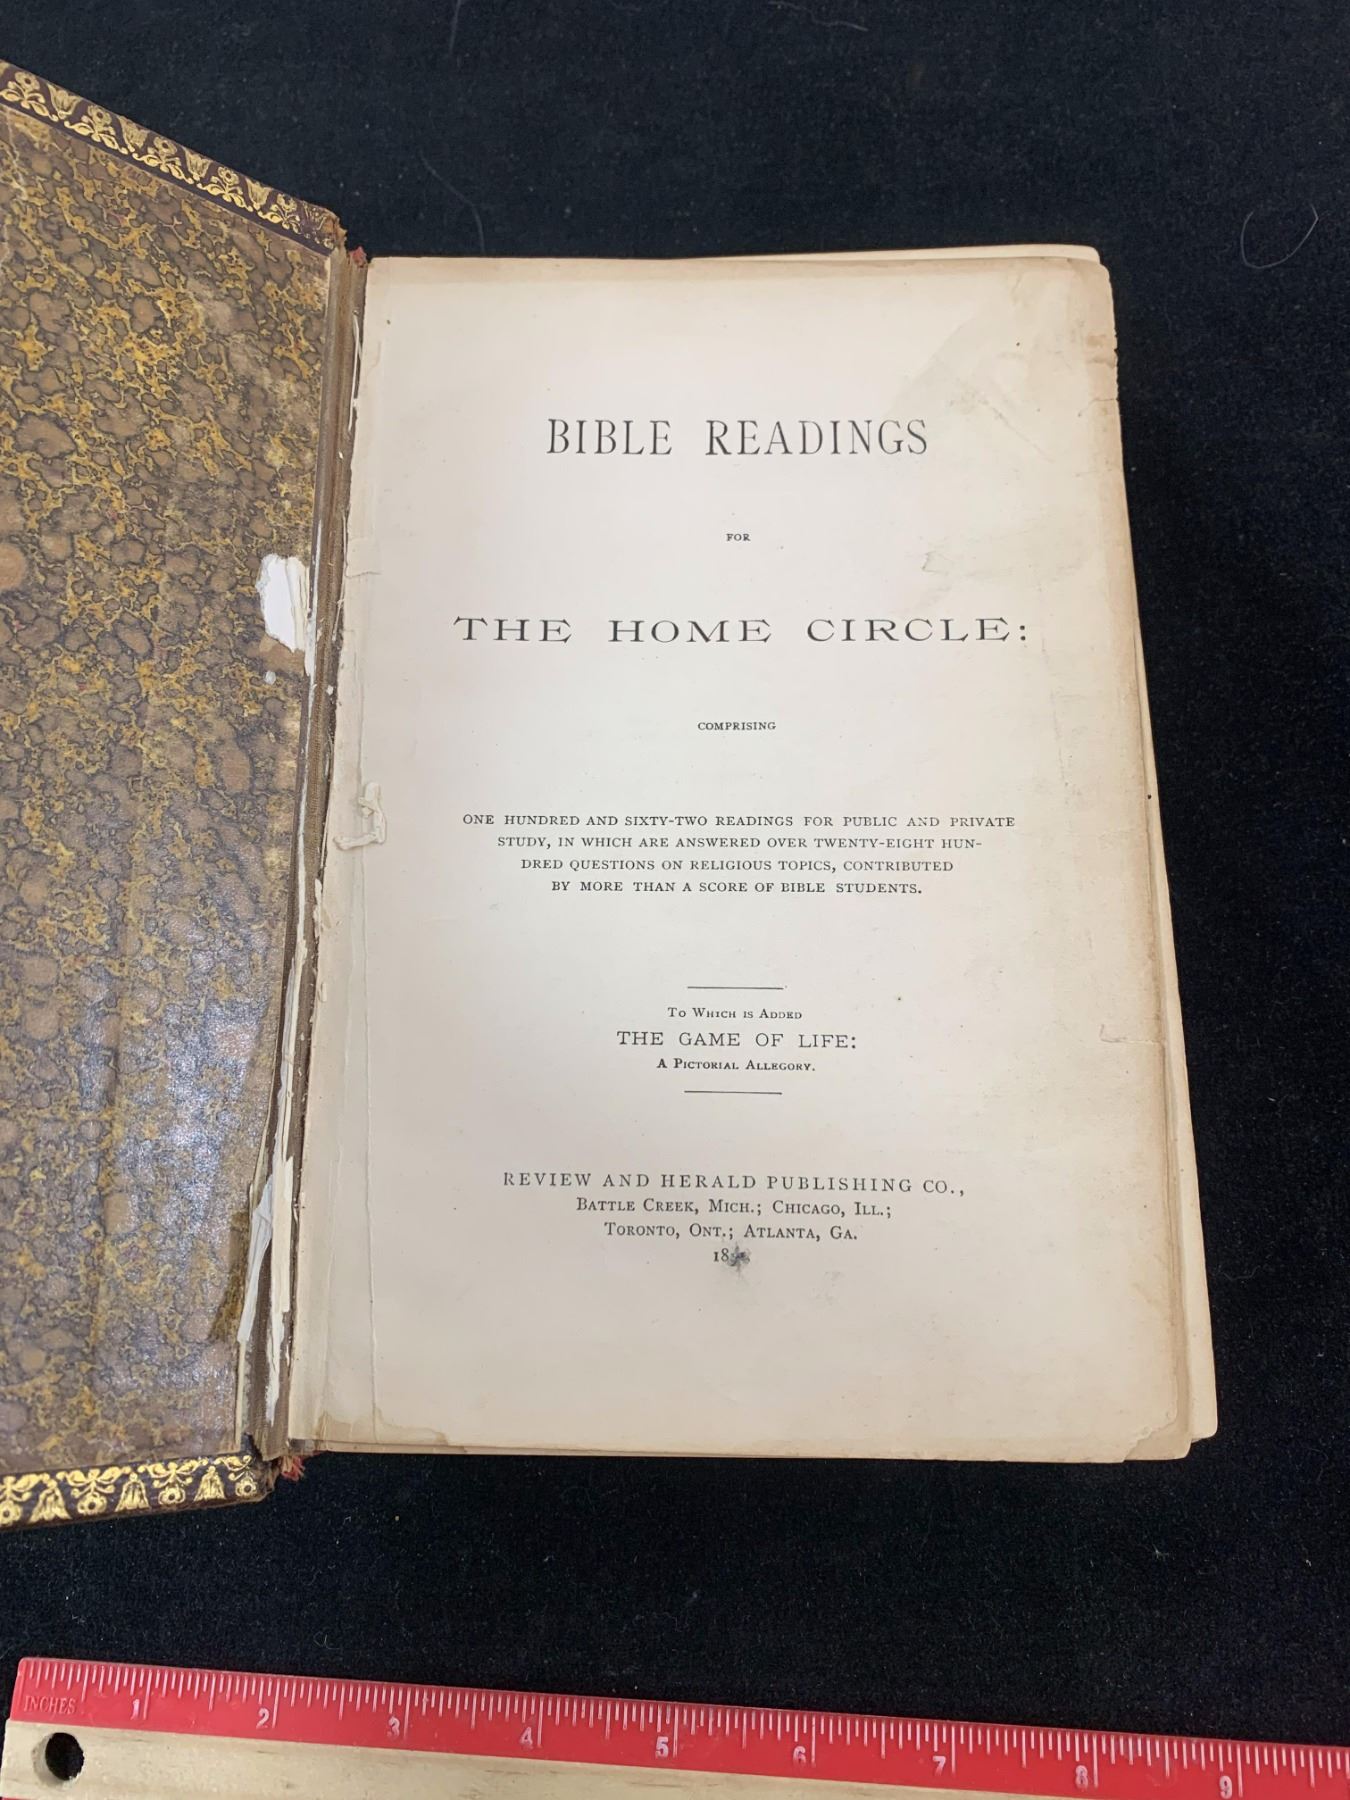 BIBLE READINGS
FOR
THE HOME CIRCLE:
COMPRISING
ONE HUNDRED AND SIXTY-TWO READINGS FOR PUBLIC AND PRIVATE
STUDY, IN WHICH ARE ANSWERED OVER TWENTY-EIGHT HUN-
DRED QUESTIONS ON RELIGIOUS TOPICS, CONTRIBUTED
BY MORE THAN A SCORE OF BIBLE STUDENTS.
To Which is Added
THE GAME OF LIFE:
A Pictorial Allegory.
REVIEW AND HERALD PUBLISHING CO.,
Battle Creek, Mich.; Chicago, Ill.;
Toronto, Ont.; Atlanta, Ga.
INCHES 1 2 3 4 5 6 7 8 9